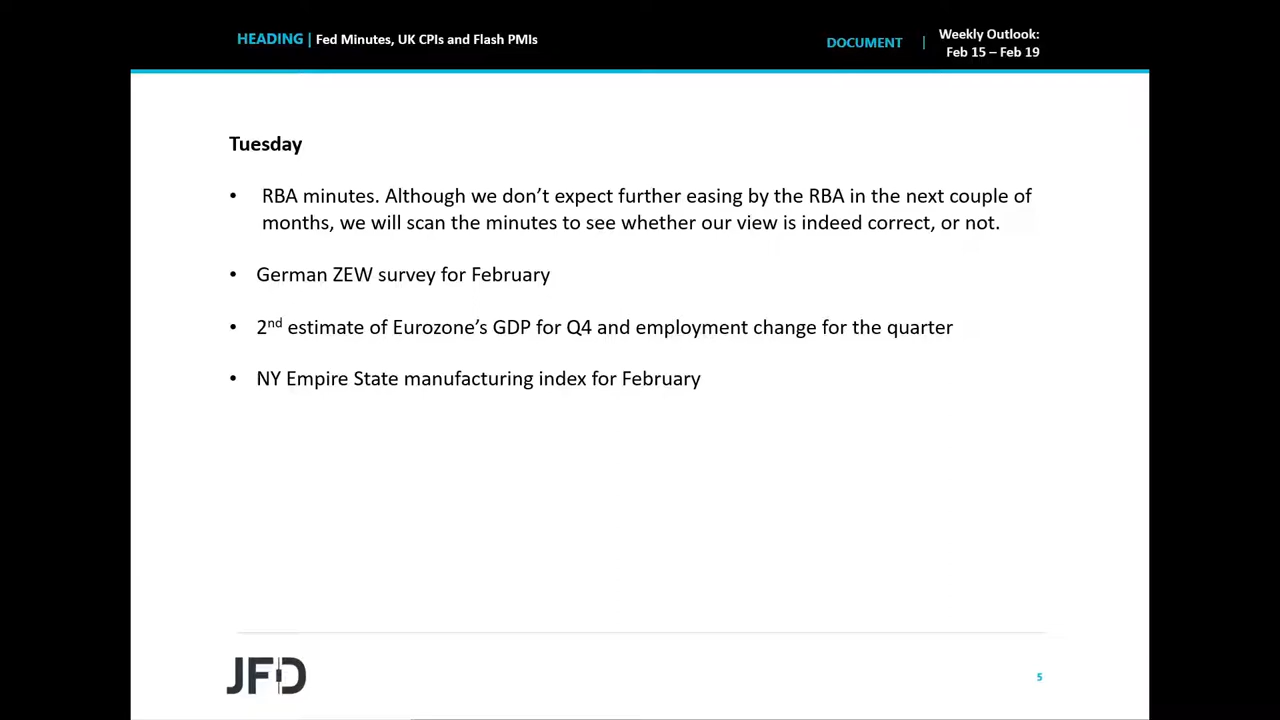 HEADING | Fed Minutes, UK CPIs and Flash PMIs
DOCUMENT | Weekly Outlook:
Feb 15 – Feb 19
Tuesday
• RBA minutes. Although we don’t expect further easing by the RBA in the next couple of
months, we will scan the minutes to see whether our view is indeed correct, or not.
• German ZEW survey for February
• 2nd estimate of Eurozone’s GDP for Q4 and employment change for the quarter
• NY Empire State manufacturing index for February
JFD
5